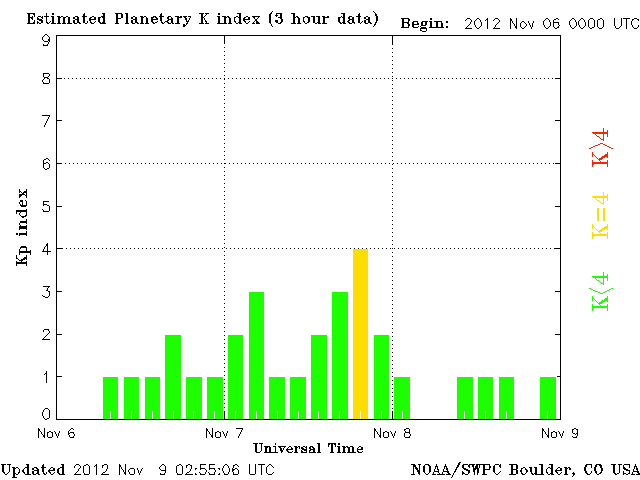 Estimated Planetary K index (3 hour data) Begin: 2012 Nov 06 0000 UTC
9
8
7
6
5
4
3
2
1
0
Kp index
K>4
K=4
K<4
Nov 6 Nov 7 Nov 8 Nov 9
Universal Time
Updated 2012 Nov 9 02:55:06 UTC NOAA/SWPC Boulder, CO USA